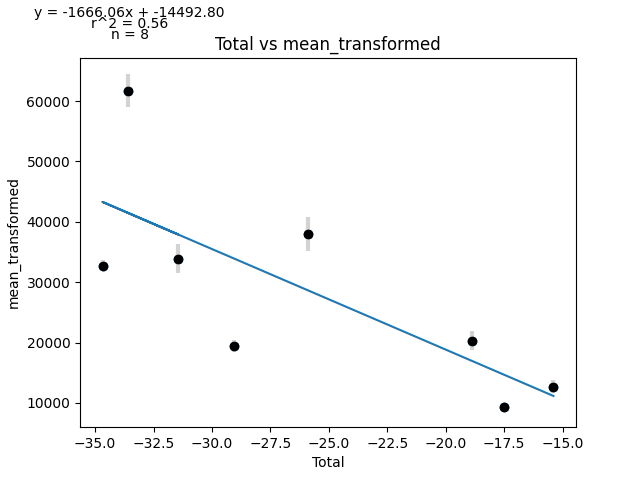 y = -1666.06x + -14492.80
r^2 = 0.56
n = 8
Total vs mean_transformed
mean_transformed
60000
50000
40000
30000
20000
10000
−35.0 −32.5 −30.0 −27.5 −25.0 −22.5 −20.0 −17.5 −15.0
Total